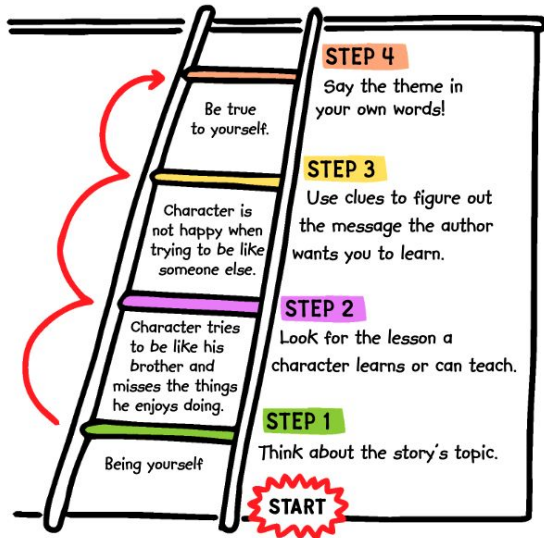 STEP 4
Say the theme in
your own words!
Be true
to yourself.
STEP 3
Use clues to figure out
the message the author
wants you to learn.
Character is
not happy when
trying to be like
someone else.
STEP 2
Look for the lesson a
character learns or can teach.
Character tries
to be like his
brother and
misses the things
he enjoys doing.
STEP 1
Think about the story's topic.
Being yourself
START